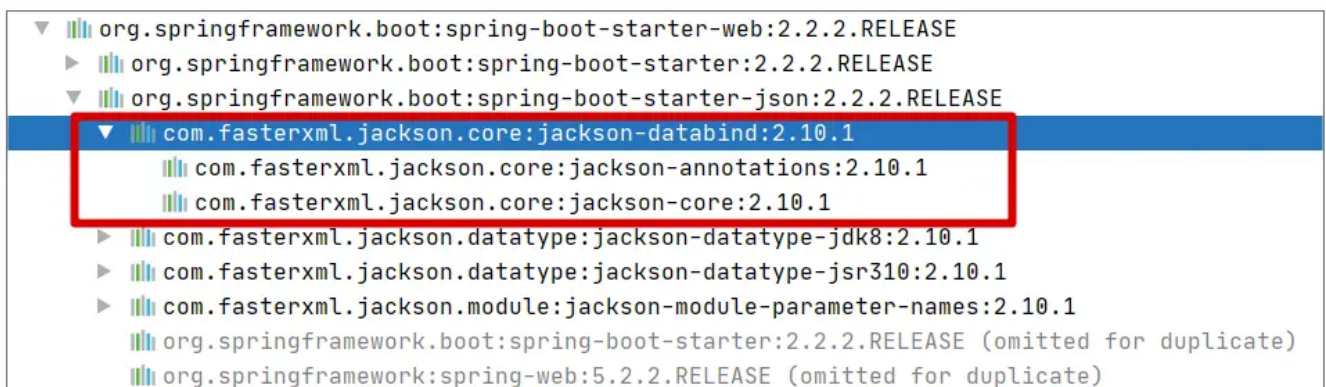 org.springframework.boot:spring-boot-starter-web:2.2.2.RELEASE
org.springframework.boot:spring-boot-starter:2.2.2.RELEASE
org.springframework.boot:spring-boot-starter-json:2.2.2.RELEASE
com.fasterxml.jackson.core:jackson-databind:2.10.1
com.fasterxml.jackson.core:jackson-annotations:2.10.1
com.fasterxml.jackson.core:jackson-core:2.10.1
com.fasterxml.jackson.datatype:jackson-datatype-jdk8:2.10.1
com.fasterxml.jackson.datatype:jackson-datatype-jsr310:2.10.1
com.fasterxml.jackson.module:jackson-module-parameter-names:2.10.1
org.springframework.boot:spring-boot-starter:2.2.2.RELEASE (omitted for duplicate)
org.springframework:spring-web:5.2.2.RELEASE (omitted for duplicate)